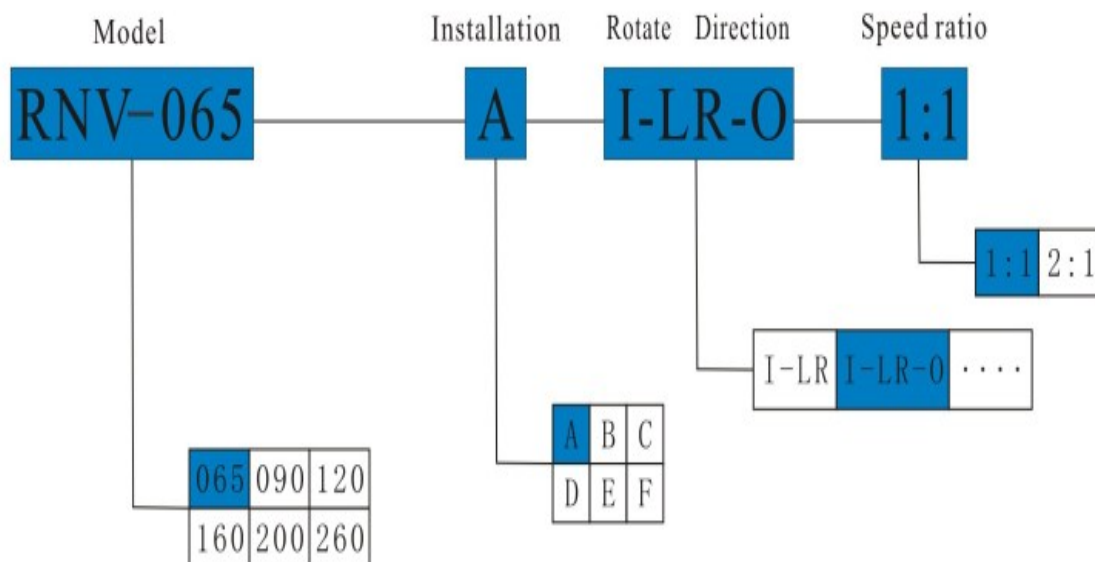 Model Installation Rotate Direction Speed ratio
RNV-065 A I-LR-O 1:1
1:1 2:1
I-LR I-LR-O ····
A B C
D E F
065 090 120
160 200 260